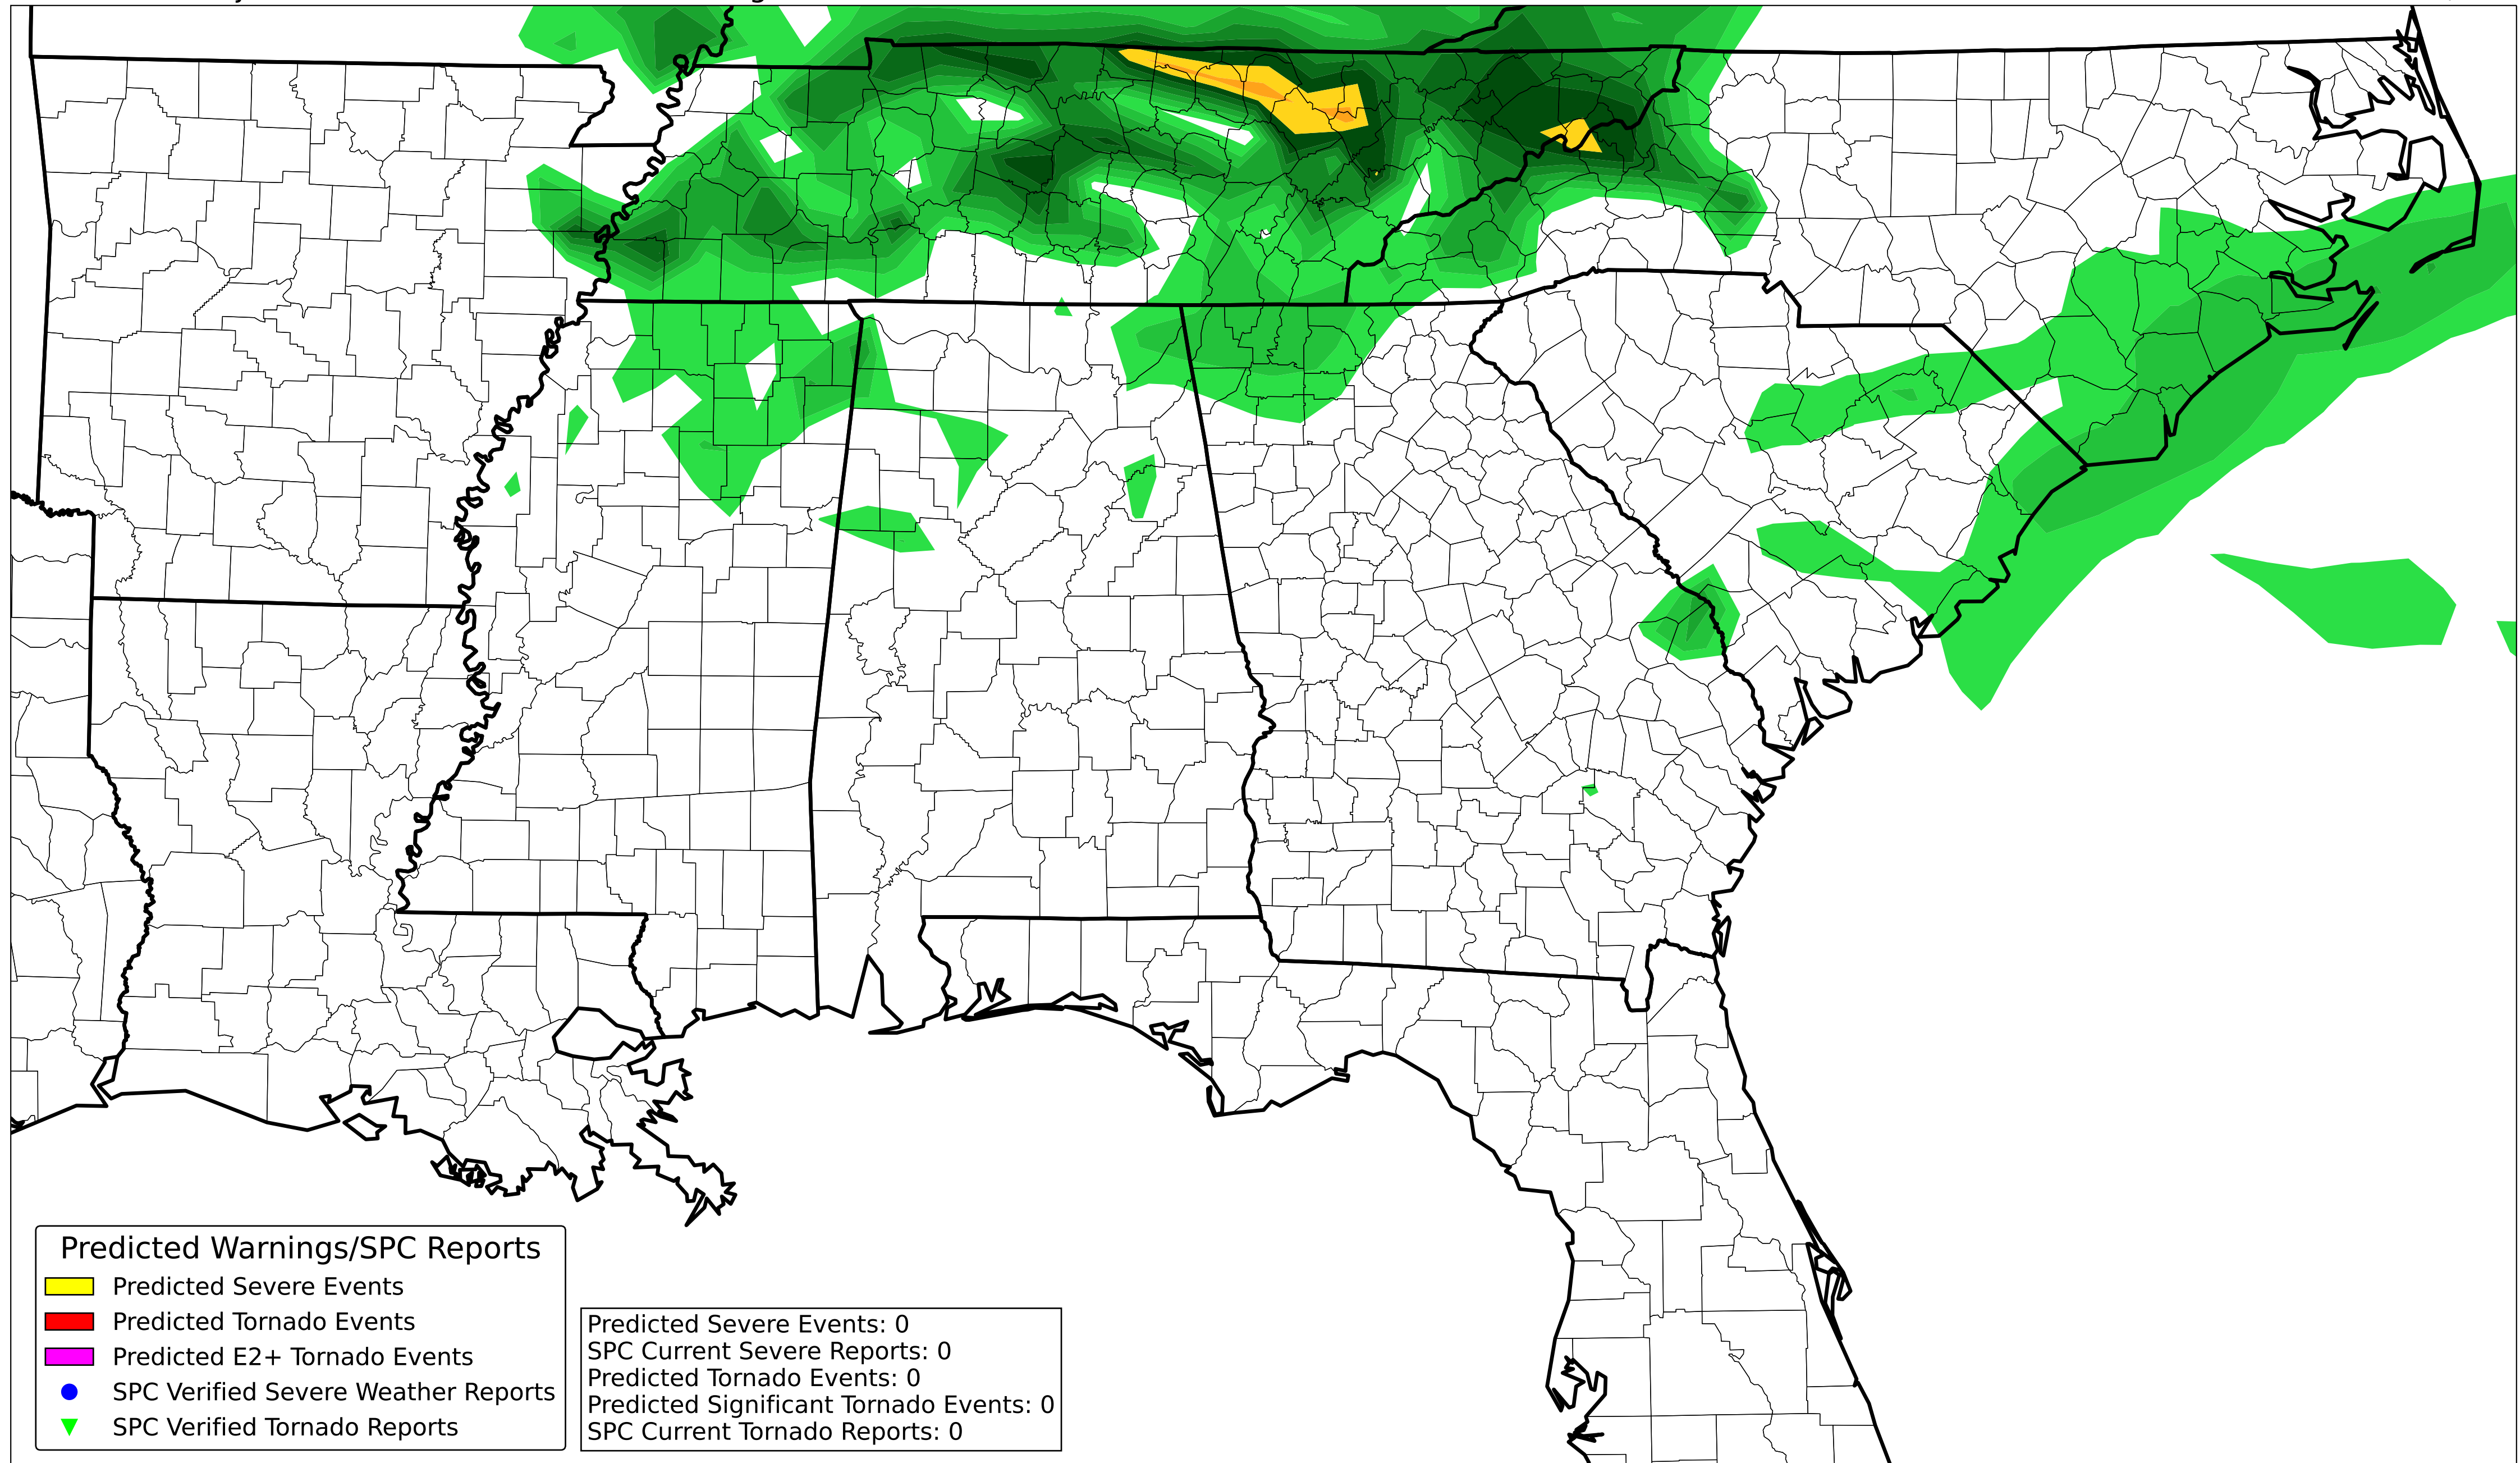 Predicted Warnings/SPC Reports
Predicted Severe Events
Predicted Tornado Events
Predicted E2+ Tornado Events
SPC Verified Severe Weather Reports
SPC Verified Tornado Reports
Predicted Severe Events: 0
SPC Current Severe Reports: 0
Predicted Tornado Events: 0
Predicted Significant Tornado Events: 0
SPC Current Tornado Reports: 0